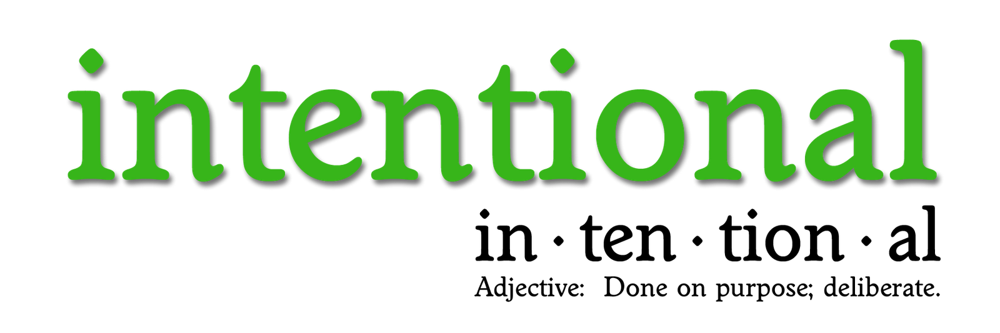 intentional
in · ten · tion · al
Adjective: Done on purpose; deliberate.